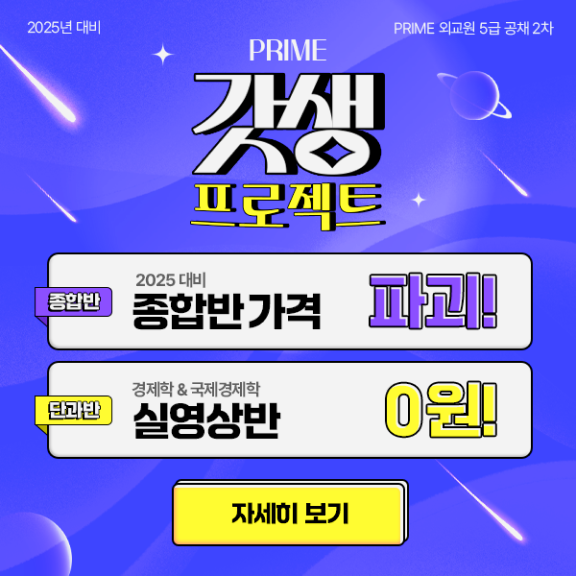 2025년 대비
PRIME 외교원 5급 공채 2차
PRIME
갓생
프로젝트
종합반
2025 대비
종합반 가격
파괴!
단과반
경제학 & 국제경제학
실영상반
0원!
자세히 보기